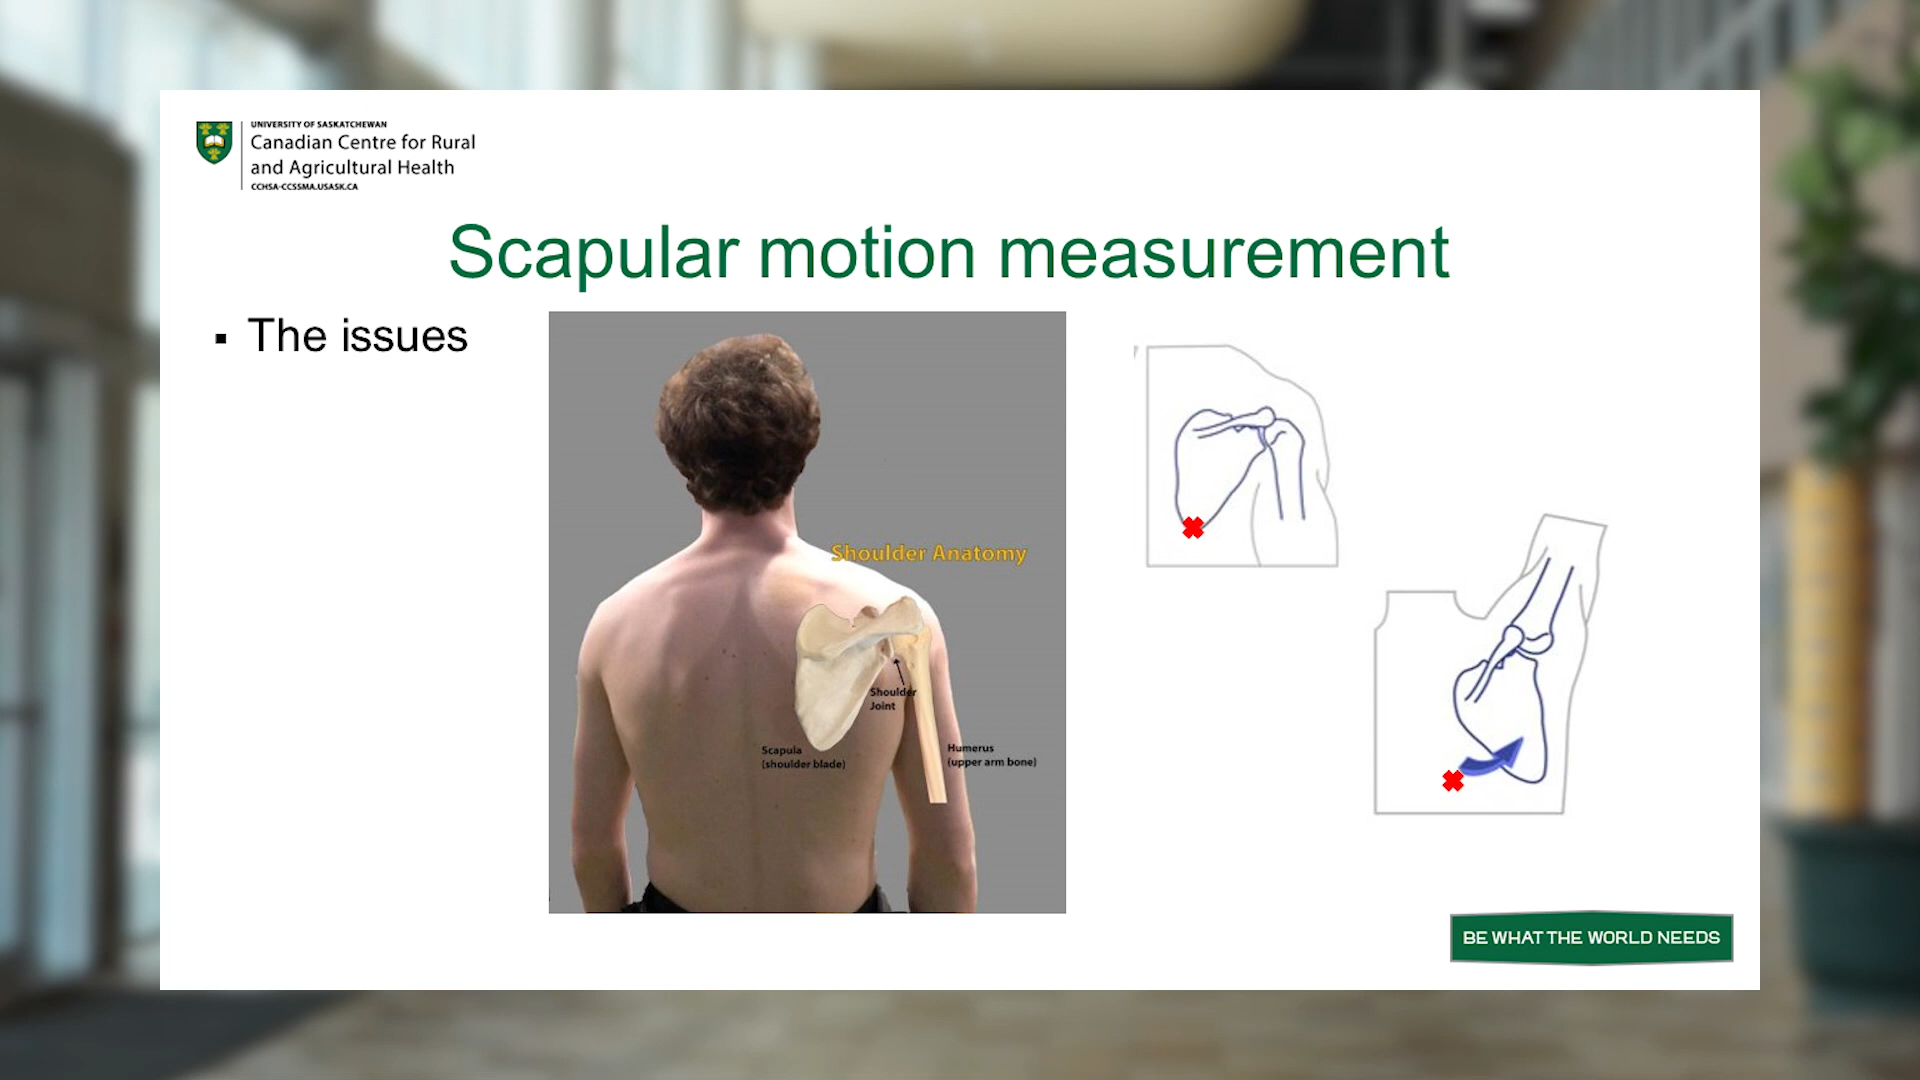 UNIVERSITY OF SASKATCHEWAN
Canadian Centre for Rural
and Agricultural Health
CCHSA-CCSSMA.USASK.CA
Scapular motion measurement
▪ The issues
Shoulder Anatomy
Shoulder
Joint
Scapula
(shoulder blade)
Humerus
(upper arm bone)
BE WHAT THE WORLD NEEDS